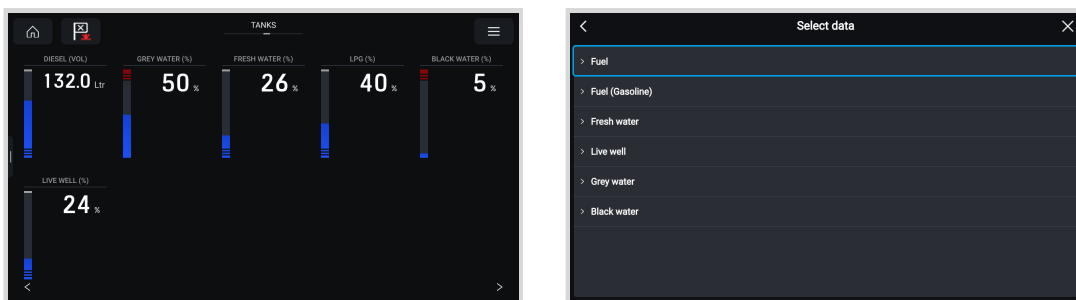 TANKS
DIESEL (VOL)
132.0 Ltr
GREY WATER (%)
50 %
FRESH WATER (%)
26 %
LPG (%)
40 %
BLACK WATER (%)
5 %
LIVE WELL (%)
24 %
Select data
Fuel
Fuel (Gasoline)
Fresh water
Live well
Grey water
Black water